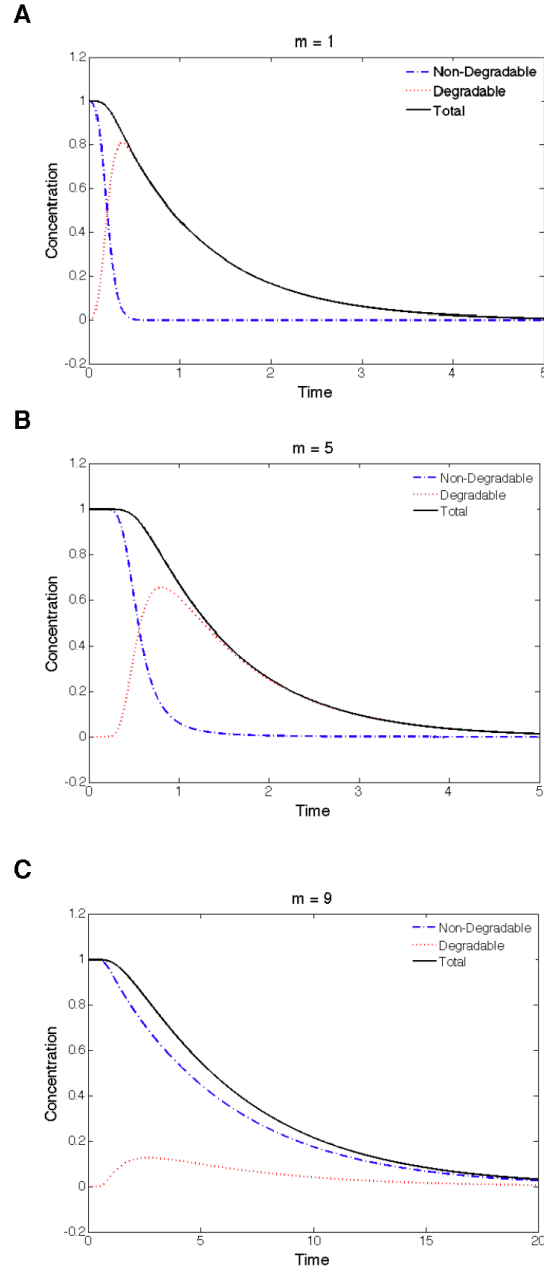 A
m = 1
1.2
1
0.8
0.6
0.4
0.2
0
-0.2
Concentration
Non-Degradable
Degradable
Total
0 1 2 3 4 5
Time
B
m = 5
1.2
1
0.8
0.6
0.4
0.2
0
-0.2
Concentration
Non-Degradable
Degradable
Total
0 1 2 3 4 5
Time
C
m = 9
1.2
1
0.8
0.6
0.4
0.2
0
-0.2
Concentration
Non-Degradable
Degradable
Total
0 5 10 15 20
Time